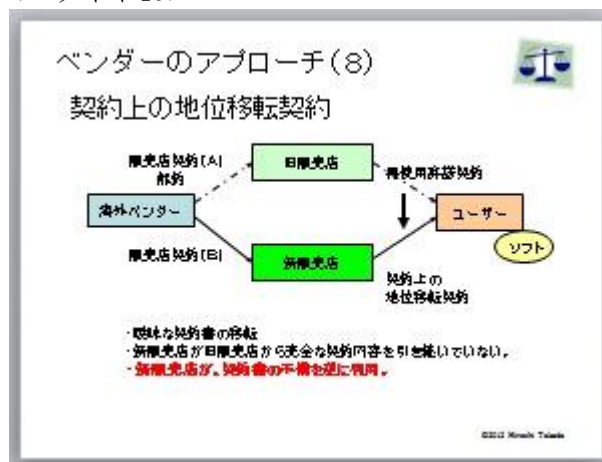 ベンダーのアプローチ(8)
契約上の地位移転契約
販売店契約(A)
解約
旧販売店
再使用許諾契約
海外ベンダー
ユーザー
ソフト
販売店契約(B)
新販売店
契約上の
地位移転契約
・曖昧な契約書の移転
・新販売店が旧販売店から完全な契約内容を引き継いでいない。
・新販売店が、契約書の不備を逆に利用。